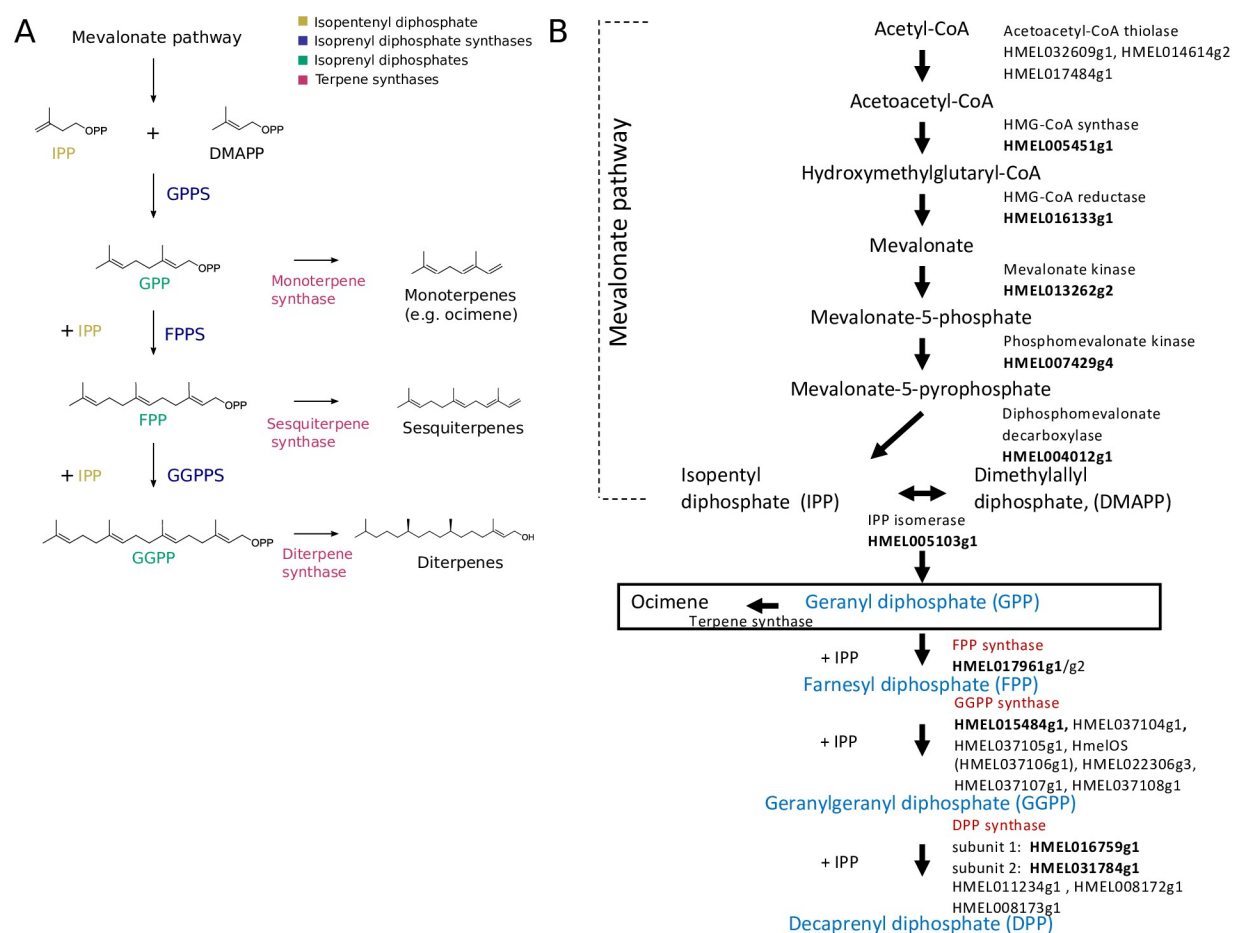 A
Mevalonate pathway
Isopentenyl diphosphate
Isoprenyl diphosphate synthases
Isoprenyl diphosphates
Terpene synthases
OPP
+
OPP
IPP
DMAPP
GPPS
OPP
GPP
Monoterpene
synthase
Monoterpenes
(e.g. ocimene)
+ IPP
FPPS
OPP
FPP
Sesquiterpene
synthase
Sesquiterpenes
+ IPP
GGPPS
OPP
GGPP
Diterpene
synthase
OH
Diterpenes
B
Mevalonate pathway
Acetyl-CoA
Acetoacetyl-CoA thiolase
HMEL032609g1, HMEL014614g2
HMEL017484g1
Acetoacetyl-CoA
HMG-CoA synthase
HMEL005451g1
Hydroxymethylglutaryl-CoA
HMG-CoA reductase
HMEL016133g1
Mevalonate
Mevalonate kinase
HMEL013262g2
Mevalonate-5-phosphate
Phosphomevalonate kinase
HMEL007429g4
Mevalonate-5-pyrophosphate
Diphosphomevalonate
decarboxylase
HMEL004012g1
Isopentyl
diphosphate (IPP)
Dimethylallyl
diphosphate, (DMAPP)
IPP isomerase
HMEL005103g1
Ocimene
Geranyl diphosphate (GPP)
Terpene synthase
+ IPP
FPP synthase
HMEL017961g1/g2
Farnesyl diphosphate (FPP)
GGPP synthase
+ IPP
HMEL015484g1, HMEL037104g1,
HMEL037105g1, HmelOS
(HMEL037106g1), HMEL022306g3,
HMEL037107g1, HMEL037108g1
Geranylgeranyl diphosphate (GGPP)
DPP synthase
+ IPP
subunit 1: HMEL016759g1
subunit 2: HMEL031784g1
HMEL011234g1 , HMEL008172g1
HMEL008173g1
Decaprenyl diphosphate (DPP)